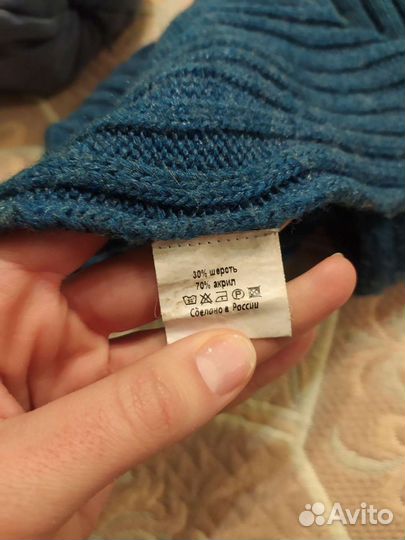 30% шерсть
70% акрил
Сделано в России
Avito